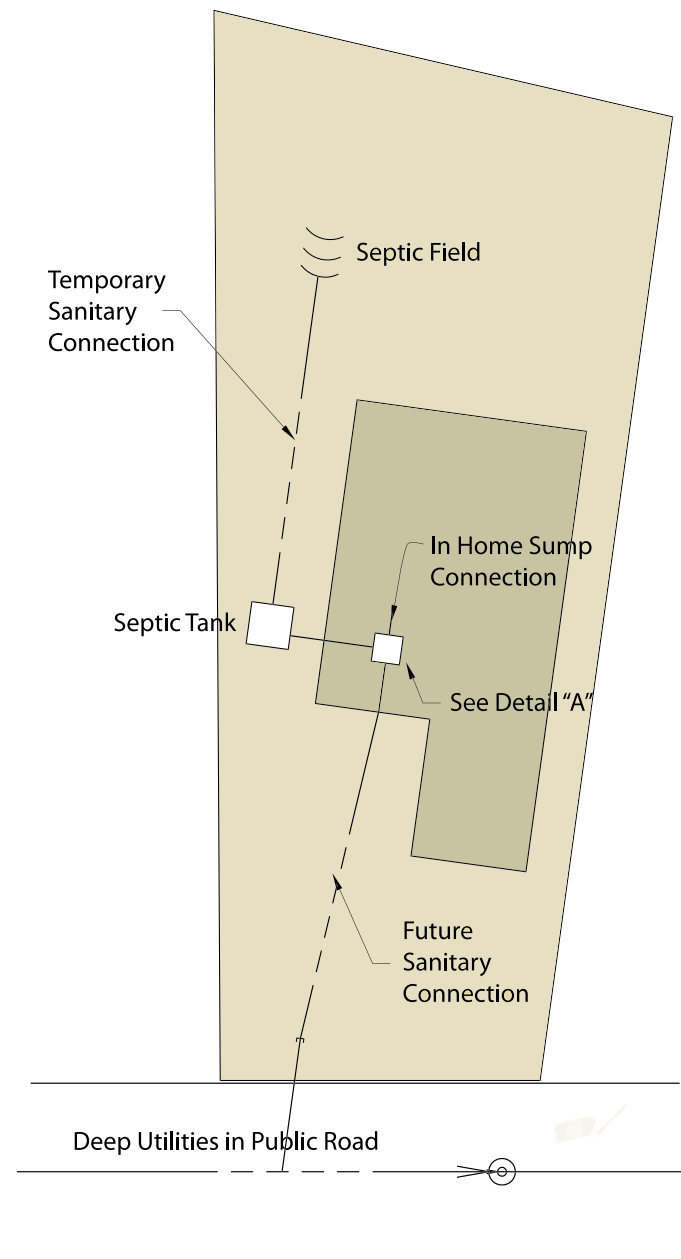 Septic Field
Temporary
Sanitary
Connection
In Home Sump
Connection
Septic Tank
See Detail “A”
Future
Sanitary
Connection
Deep Utilities in Public Road